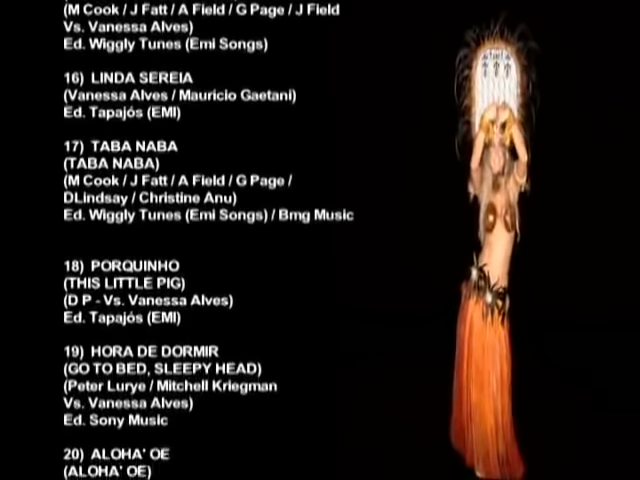 (M Cook / J Fatt / A Field / G Page / J Field
Vs. Vanessa Alves)
Ed. Wiggly Tunes (Emi Songs)
16) LINDA SEREIA
(Vanessa Alves / Mauricio Gaetani)
Ed. Tapajós (EMI)
17) TABA NABA
(TABA NABA)
(M Cook / J Fatt / A Field / G Page /
DLindsay / Christine Anu)
Ed. Wiggly Tunes (Emi Songs) / Bmg Music
18) PORQUINHO
(THIS LITTLE PIG)
(D P - Vs. Vanessa Alves)
Ed. Tapajós (EMI)
19) HORA DE DORMIR
(GO TO BED, SLEEPY HEAD)
(Peter Lurye / Mitchell Kriegman
Vs. Vanessa Alves)
Ed. Sony Music
20) ALOHA' OE
(ALOHA' OE)